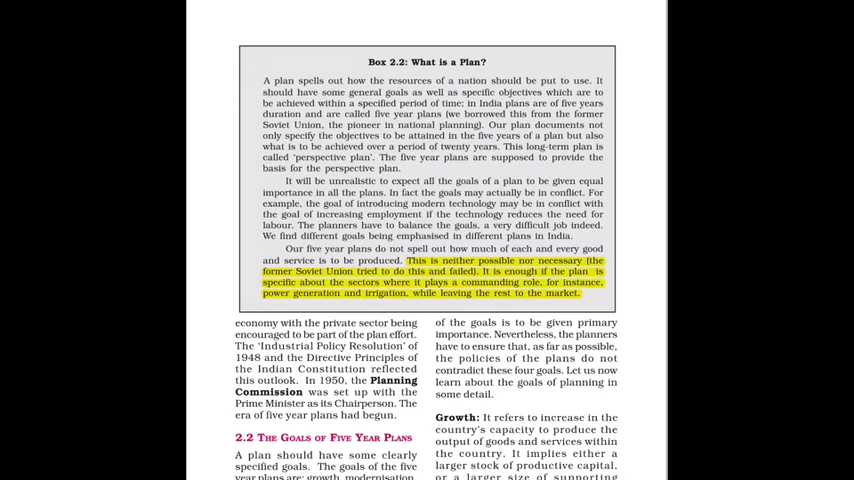 Box 2.2: What is a Plan?
A plan spells out how the resources of a nation should be put to use. It
should have some general goals as well as specific objectives which are to
be achieved within a specified period of time; in India plans are of five years
duration and are called five year plans (we borrowed this from the former
Soviet Union, the pioneer in national planning). Our plan documents not
only specify the objectives to be attained in the five years of a plan but also
what is to be achieved over a period of twenty years. This long-term plan is
called ‘perspective plan’. The five year plans are supposed to provide the
basis for the perspective plan.
It will be unrealistic to expect all the goals of a plan to be given equal
importance in all the plans. In fact the goals may actually be in conflict. For
example, the goal of introducing modern technology may be in conflict with
the goal of increasing employment if the technology reduces the need for
labour. The planners have to balance the goals, a very difficult job indeed.
We find different goals being emphasised in different plans in India.
Our five year plans do not spell out how much of each and every good
and service is to be produced. This is neither possible nor necessary (the
former Soviet Union tried to do this and failed). It is enough if the plan is
specific about the sectors where it plays a commanding role, for instance,
power generation and irrigation, while leaving the rest to the market.
economy with the private sector being
encouraged to be part of the plan effort.
The ‘Industrial Policy Resolution’ of
1948 and the Directive Principles of
the Indian Constitution reflected
this outlook. In 1950, the Planning
Commission was set up with the
Prime Minister as its Chairperson. The
era of five year plans had begun.
2.2 The Goals of Five Year Plans
A plan should have some clearly
specified goals. The goals of the five
year plans are: growth, modernisation,
of the goals is to be given primary
importance. Nevertheless, the planners
have to ensure that, as far as possible,
the policies of the plans do not
contradict these four goals. Let us now
learn about the goals of planning in
some detail.
Growth: It refers to increase in the
country’s capacity to produce the
output of goods and services within
the country. It implies either a
larger stock of productive capital,
or a larger size of supporting